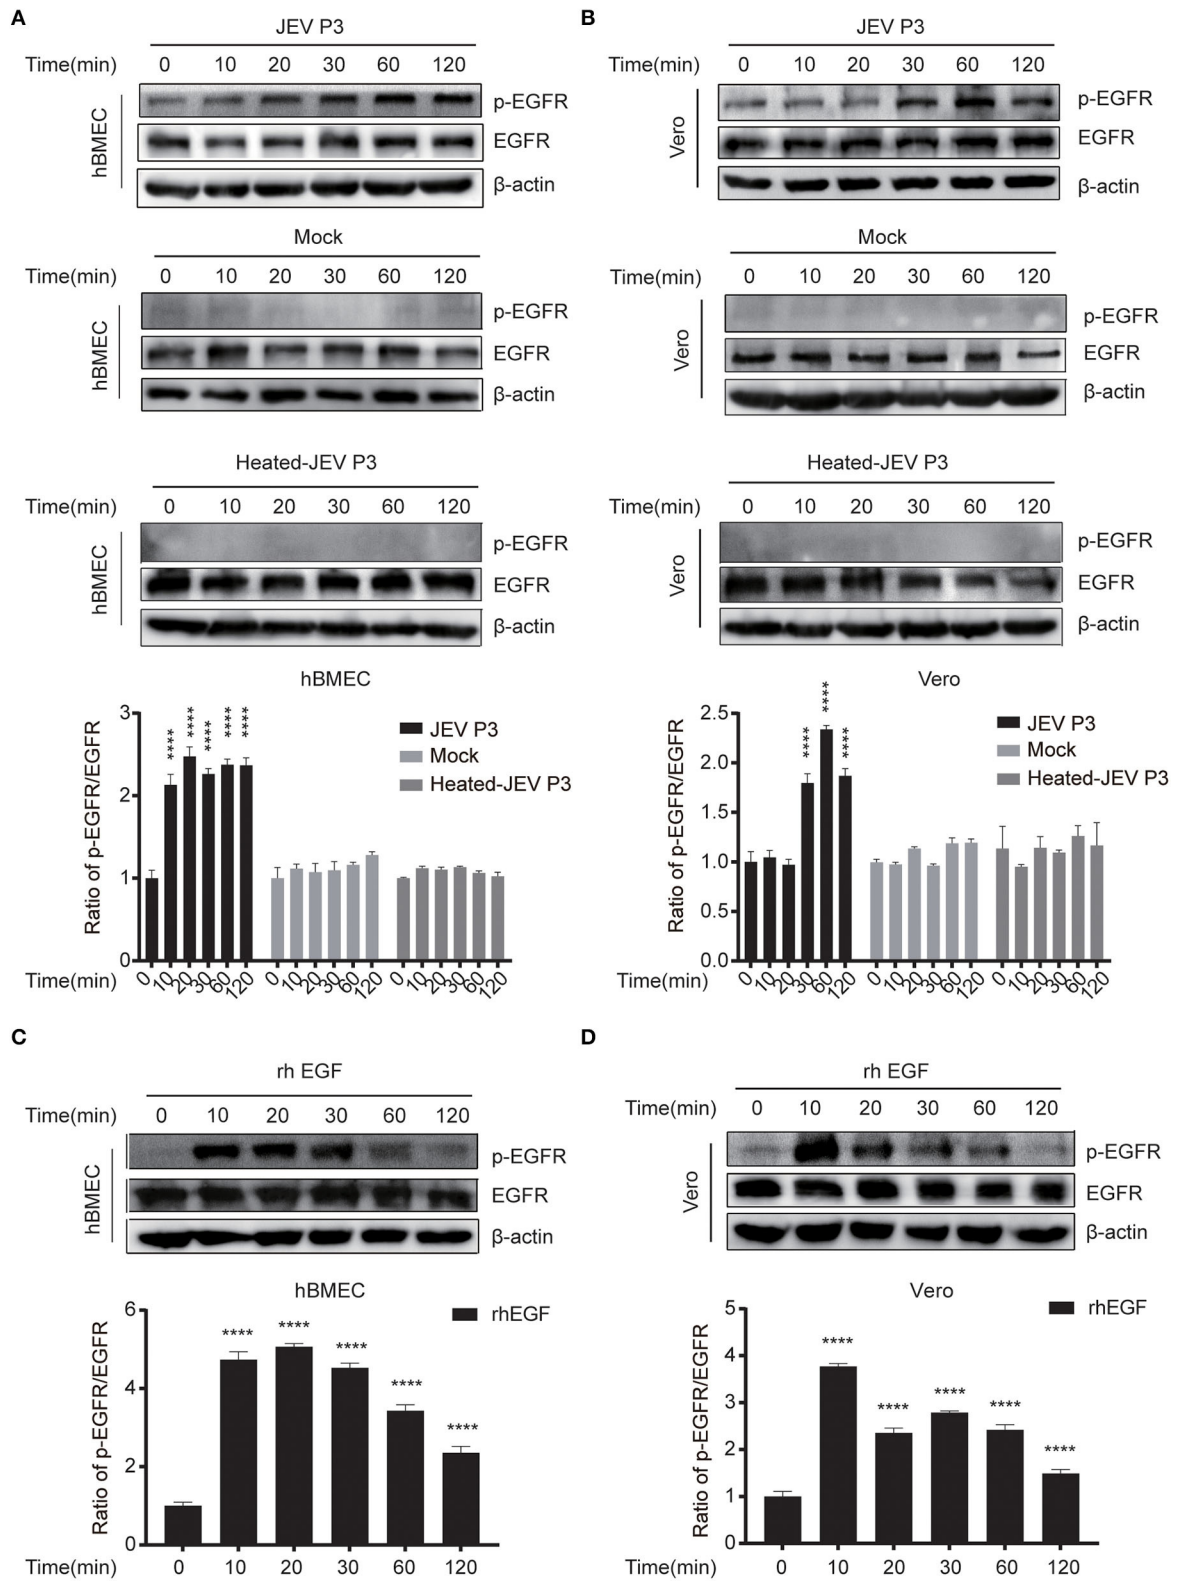 A
JEV P3
Time(min) 0 10 20 30 60 120
hBMEC
p-EGFR
EGFR
β-actin
Mock
Time(min) 0 10 20 30 60 120
hBMEC
p-EGFR
EGFR
β-actin
Heated-JEV P3
Time(min) 0 10 20 30 60 120
hBMEC
p-EGFR
EGFR
β-actin
hBMEC
Ratio of p-EGFR/EGFR
3
2
1
0
**** **** **** **** ****
JEV P3
Mock
Heated-JEV P3
Time(min) 0 10 20 30 60 120 0 10 20 30 60 120 0 10 20 30 60 120
B
JEV P3
Time(min) 0 10 20 30 60 120
Vero
p-EGFR
EGFR
β-actin
Mock
Time(min) 0 10 20 30 60 120
Vero
p-EGFR
EGFR
β-actin
Heated-JEV P3
Time(min) 0 10 20 30 60 120
Vero
p-EGFR
EGFR
β-actin
Vero
Ratio of p-EGFR/EGFR
2.5
2.0
1.5
1.0
0.5
0.0
**** **** ****
JEV P3
Mock
Heated-JEV P3
Time(min) 0 10 20 30 60 120 0 10 20 30 60 120 0 10 20 30 60 120
C
rh EGF
Time(min) 0 10 20 30 60 120
hBMEC
p-EGFR
EGFR
β-actin
hBMEC
Ratio of p-EGFR/EGFR
6
4
2
0
**** **** **** **** ****
rhEGF
Time(min) 0 10 20 30 60 120
D
rh EGF
Time(min) 0 10 20 30 60 120
Vero
p-EGFR
EGFR
β-actin
Vero
Ratio of p-EGFR/EGFR
5
4
3
2
1
0
**** **** **** **** ****
rhEGF
Time(min) 0 10 20 30 60 120